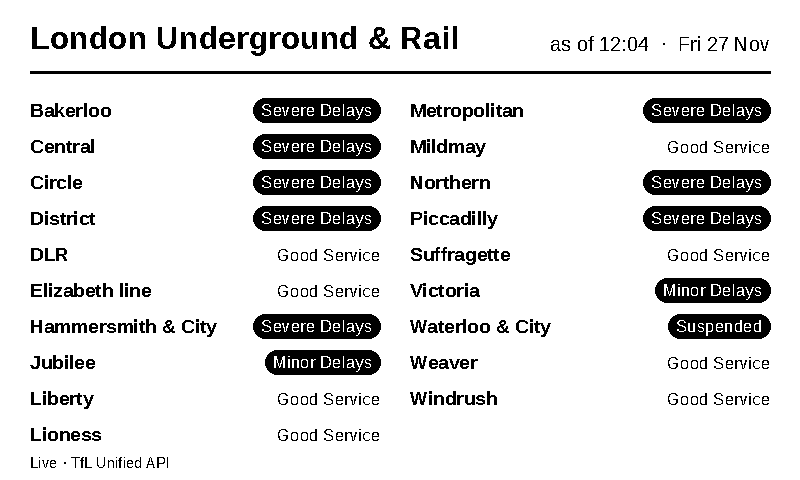 London Underground & Rail
as of 12:04 · Fri 27 Nov
Bakerloo Severe Delays
Central Severe Delays
Circle Severe Delays
District Severe Delays
DLR Good Service
Elizabeth line Good Service
Hammersmith & City Severe Delays
Jubilee Minor Delays
Liberty Good Service
Lioness Good Service
Metropolitan Severe Delays
Mildmay Good Service
Northern Severe Delays
Piccadilly Severe Delays
Suffragette Good Service
Victoria Minor Delays
Waterloo & City Suspended
Weaver Good Service
Windrush Good Service
Live · TfL Unified API